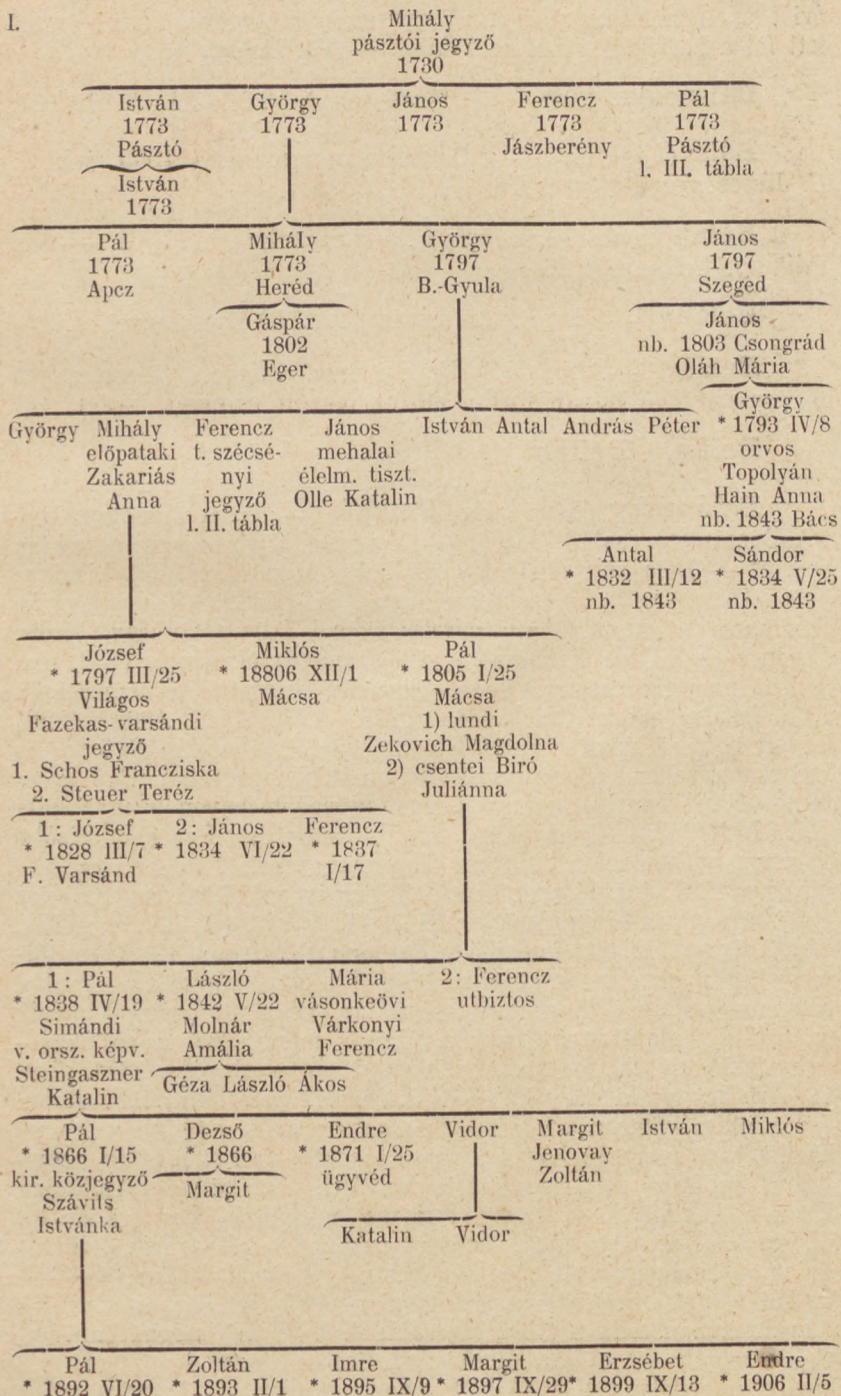 I.
Mihály
pásztói jegyző
1730
István György János Ferencz Pál
1773 1773 1773 1773 1773
Pásztó Jászberény Pásztó
l. III. tábla
István
1773
Pál Mihály György János
1773 1773 1797 1797
Apcz Heréd B.-Gyula Szeged
Gáspár János
1802 nb. 1803 Csongrád
Eger Oláh Mária
György
György Mihály Ferencz János István Antal András Péter * 1793 IV/8
előpataki t. szécsé- mehalai orvos
Zakariás nyi élelm. tiszt. Topolyán
Anna jegyző Olle Katalin Hain Anna
l. II. tábla nb. 1843 Bács
Antal Sándor
* 1832 III/12 * 1834 V/25
nb. 1843 nb. 1843
József Miklós Pál
* 1797 III/25 * 18806 XII/1 * 1805 I/25
Világos Mácsa Mácsa
Fazekas-varsándi 1) lundi
jegyző Zekovich Magdolna
1. Schos Francziska 2) csentei Biró
2. Steuer Teréz Juliánna
1 : József 2 : János Ferencz
* 1828 III/7 * 1834 VI/22 * 1837
F. Varsánd I/17
1 : Pál László Mária 2 : Ferencz
* 1838 IV/19 * 1842 V/22 vásonkeövi utbiztos
Simándi Molnár Várkonyi
v. orsz. képv. Amália Ferencz
Steingaszner Géza László Ákos
Katalin
Pál Dezső Endre Vidor Margit István Miklós
* 1866 I/15 * 1866 * 1871 I/25 Jenovay
kir. közjegyző Margit ügyvéd Zoltán
Szávits
Istvánka Katalin Vidor
Pál Zoltán Imre Margit Erzsébet Endre
* 1892 VI/20 * 1893 II/1 * 1895 IX/9 * 1897 IX/29 * 1899 IX/13 * 1906 II/5